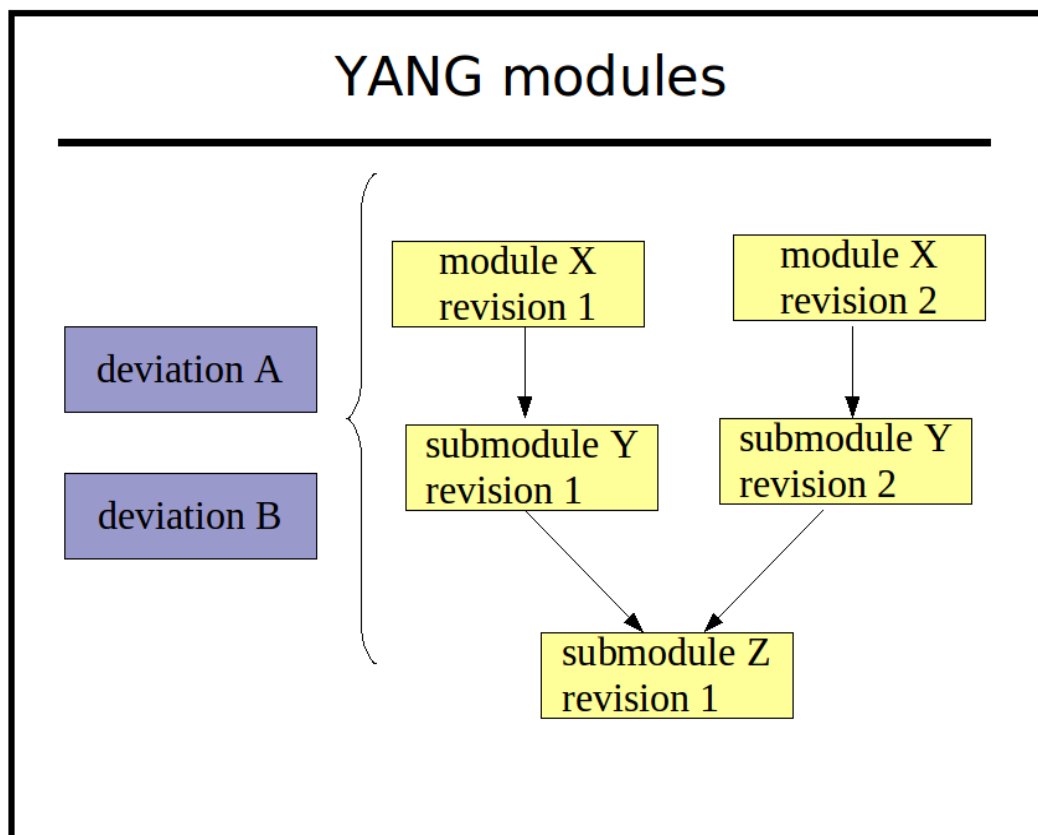 YANG modules
module X
revision 1
module X
revision 2
deviation A
submodule Y
revision 1
submodule Y
revision 2
deviation B
submodule Z
revision 1